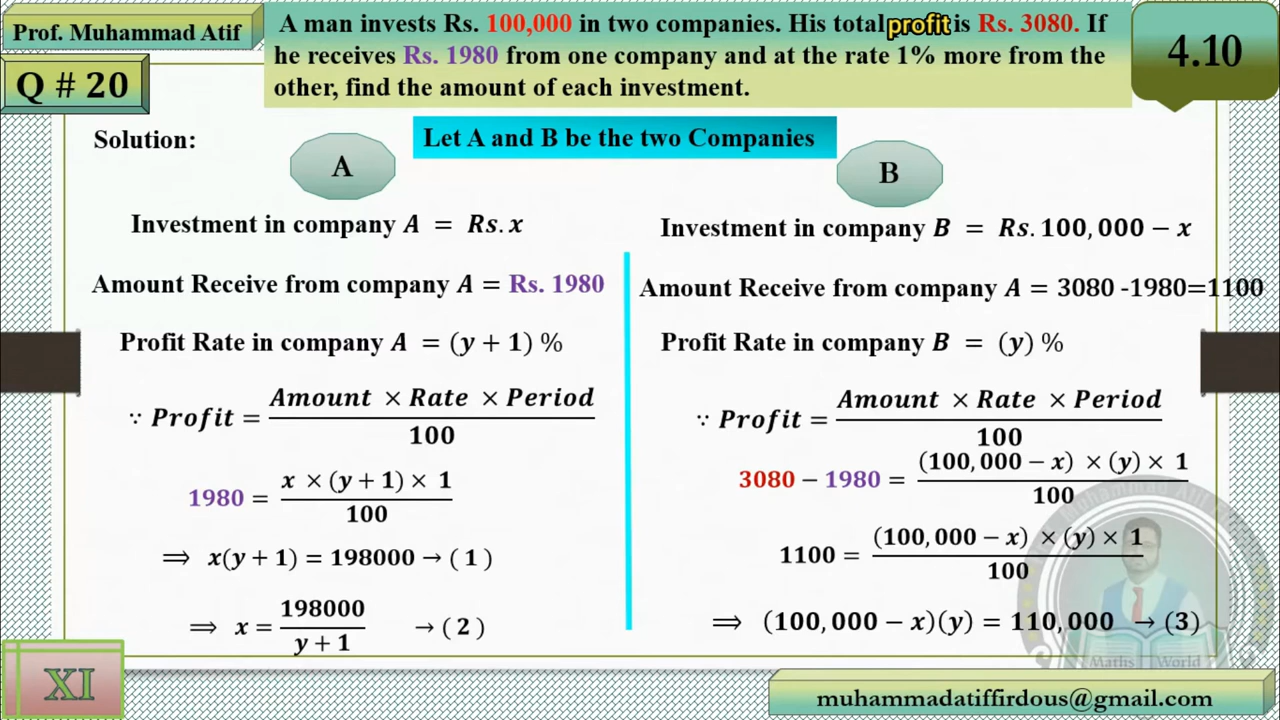 Prof. Muhammad Atif
Q # 20
A man invests Rs. 100,000 in two companies. His total profit is Rs. 3080. If
he receives Rs. 1980 from one company and at the rate 1% more from the
other, find the amount of each investment.
4.10
Solution:
Let A and B be the two Companies
A
B
Investment in company A = Rs. x
Amount Receive from company A = Rs. 1980
Profit Rate in company A = (y + 1) %
∵ Profit = Amount × Rate × Period / 100
1980 = x × (y + 1) × 1 / 100
⟹ x(y + 1) = 198000 → ( 1 )
⟹ x = 198000 / y + 1 → ( 2 )
Investment in company B = Rs. 100,000 − x
Amount Receive from company A = 3080 -1980=1100
Profit Rate in company B = (y) %
∵ Profit = Amount × Rate × Period / 100
3080 − 1980 = (100,000 − x) × (y) × 1 / 100
1100 = (100,000 − x) × (y) × 1 / 100
⟹ (100,000 − x)(y) = 110,000 → (3)
Maths World
XI
muhammadatiffirdous@gmail.com